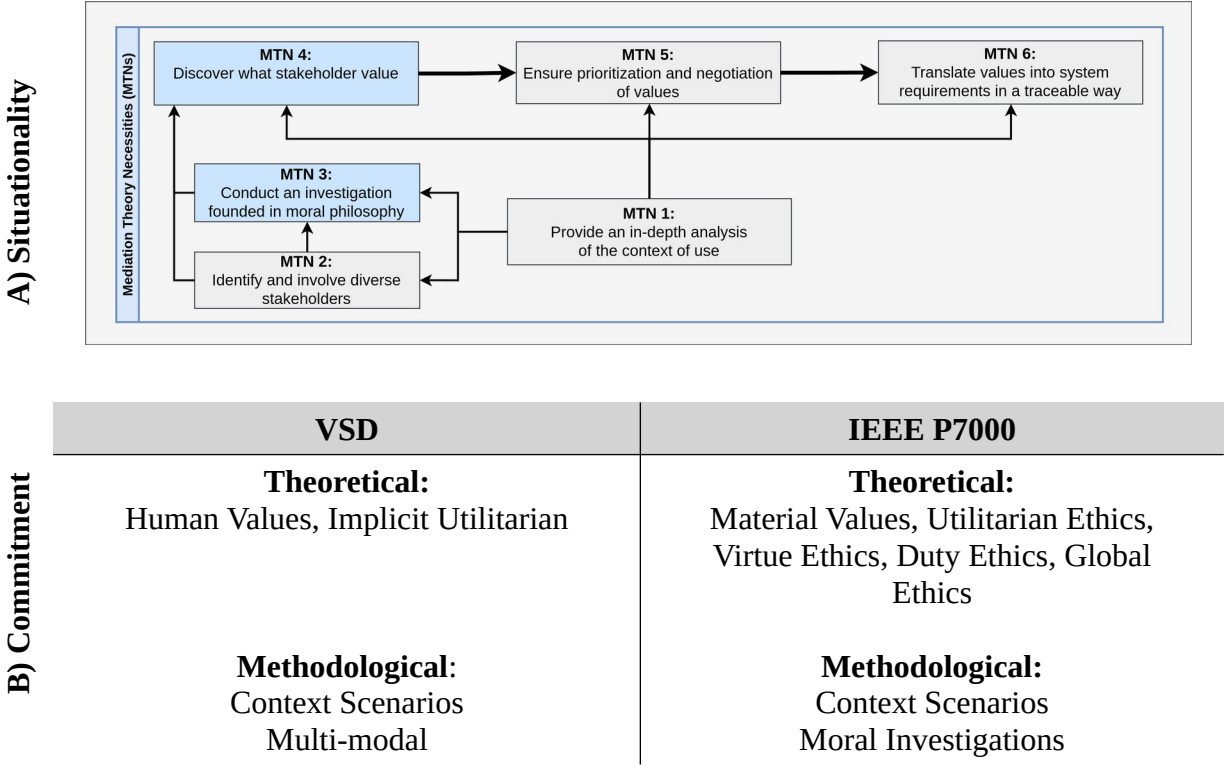 A) Situationality
Mediation Theory Necessities (MTNs)
MTN 4:
Discover what stakeholder value
MTN 5:
Ensure prioritization and negotiation
of values
MTN 6:
Translate values into system
requirements in a traceable way
MTN 3:
Conduct an investigation
founded in moral philosophy
MTN 1:
Provide an in-depth analysis
of the context of use
MTN 2:
Identify and involve diverse
stakeholders
B) Commitment
VSD
IEEE P7000
Theoretical:
Human Values, Implicit Utilitarian
Theoretical:
Material Values, Utilitarian Ethics,
Virtue Ethics, Duty Ethics, Global
Ethics
Methodological:
Context Scenarios
Multi-modal
Methodological:
Context Scenarios
Moral Investigations